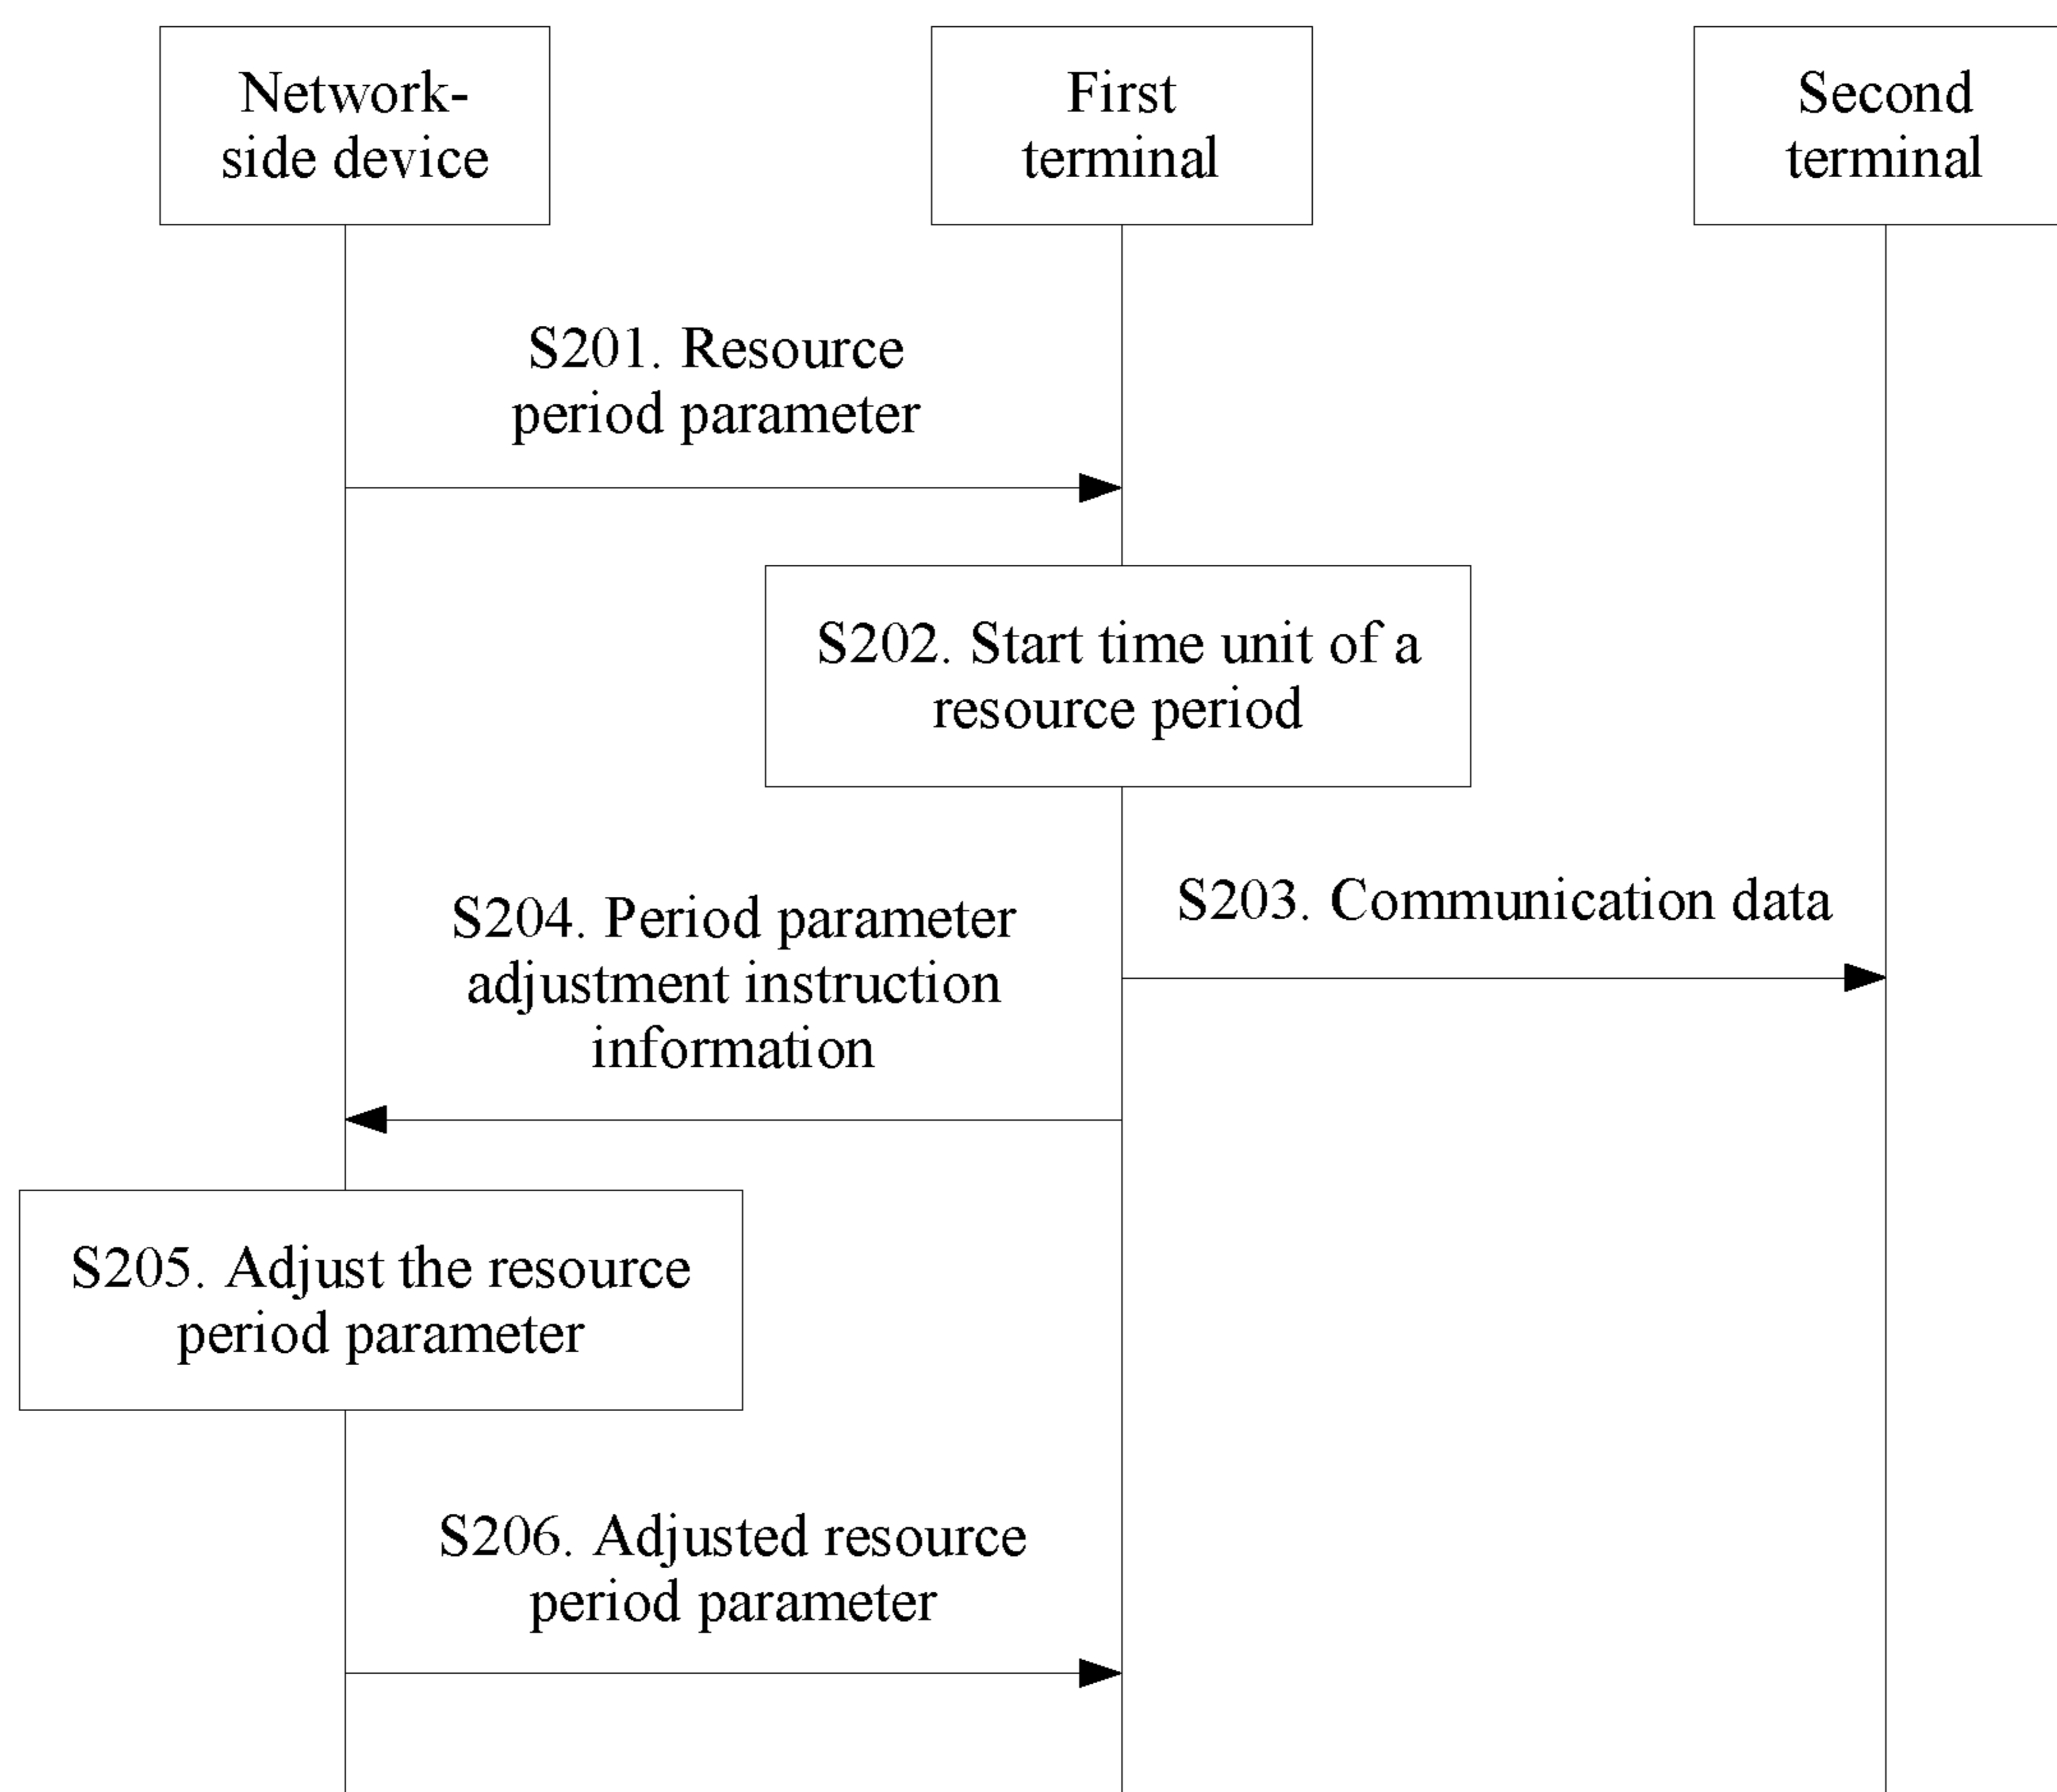 Network-
side device
First
terminal
Second
terminal
S201. Resource
period parameter
S202. Start time unit of a
resource period
S203. Communication data
S204. Period parameter
adjustment instruction
information
S205. Adjust the resource
period parameter
S206. Adjusted resource
period parameter